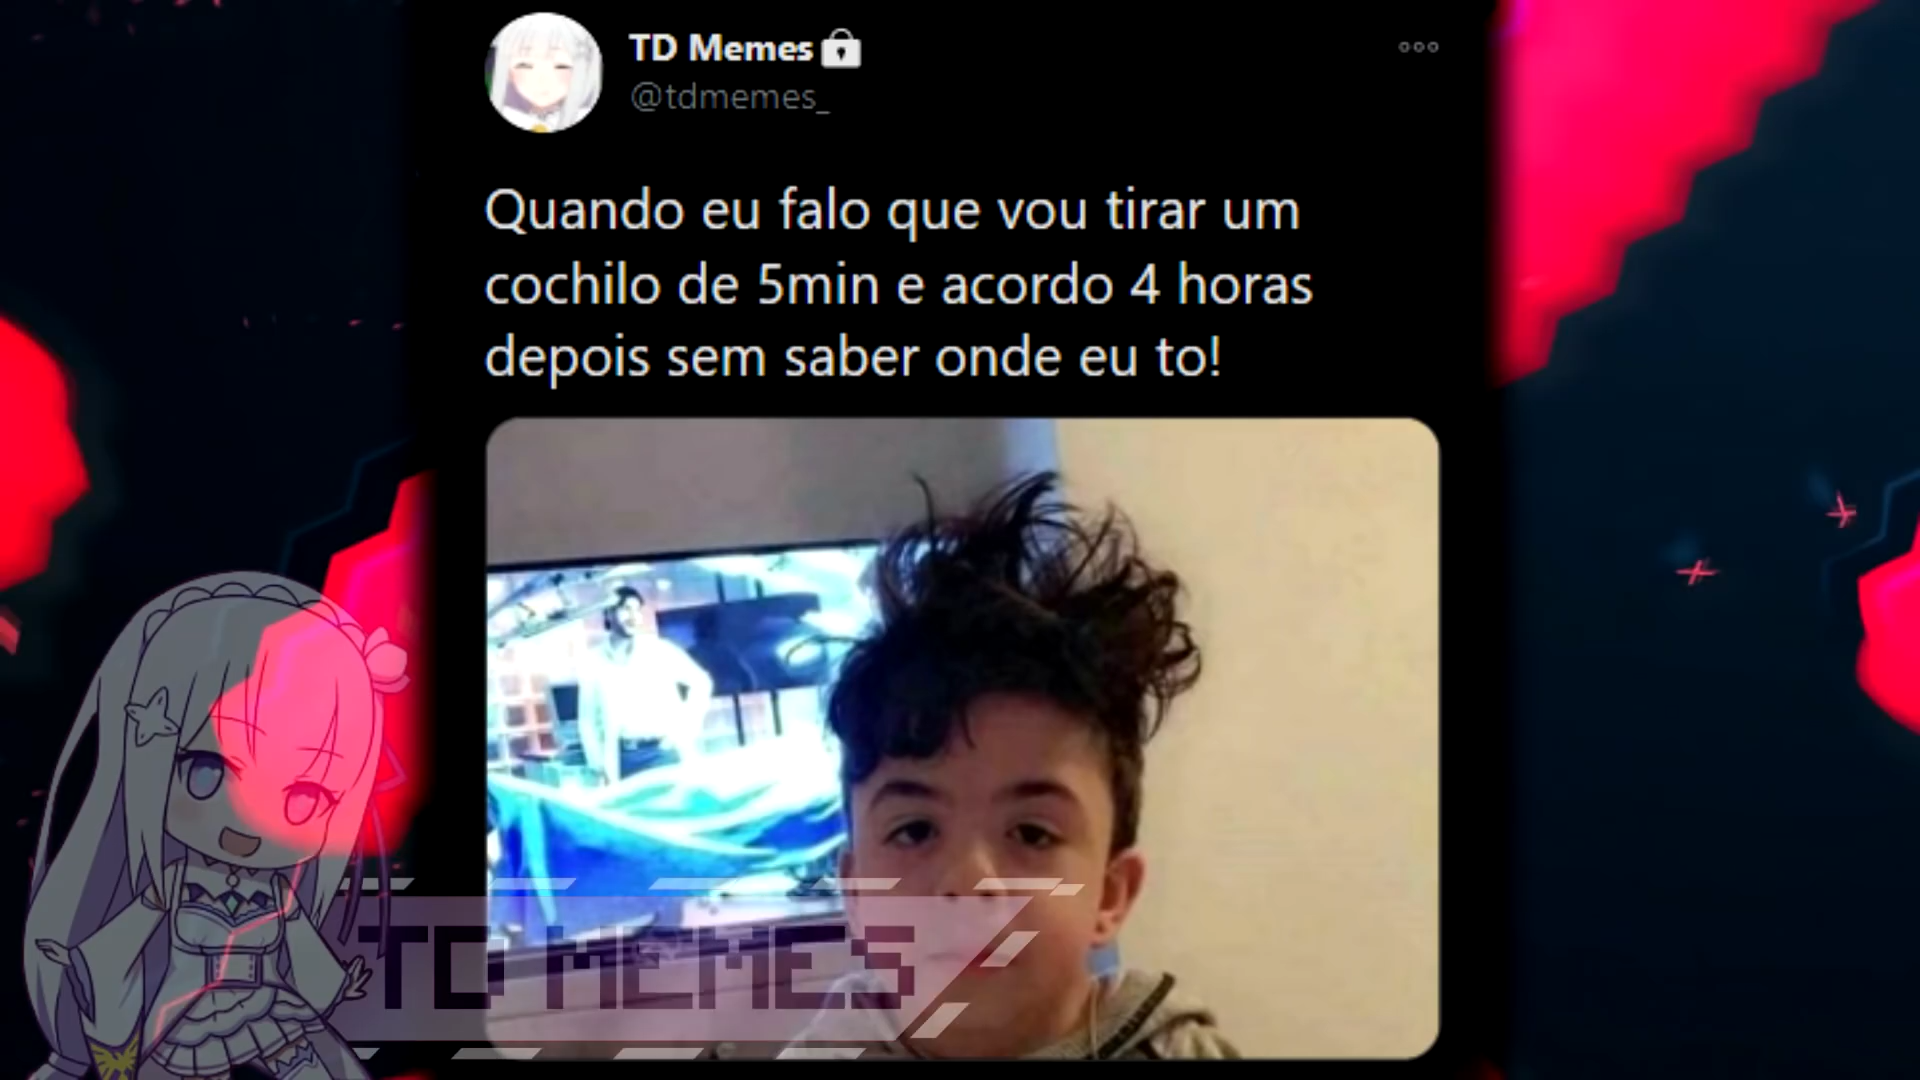 TD Memes
@tdmemes_
Quando eu falo que vou tirar um
cochilo de 5min e acordo 4 horas
depois sem saber onde eu to!
TD MEMES